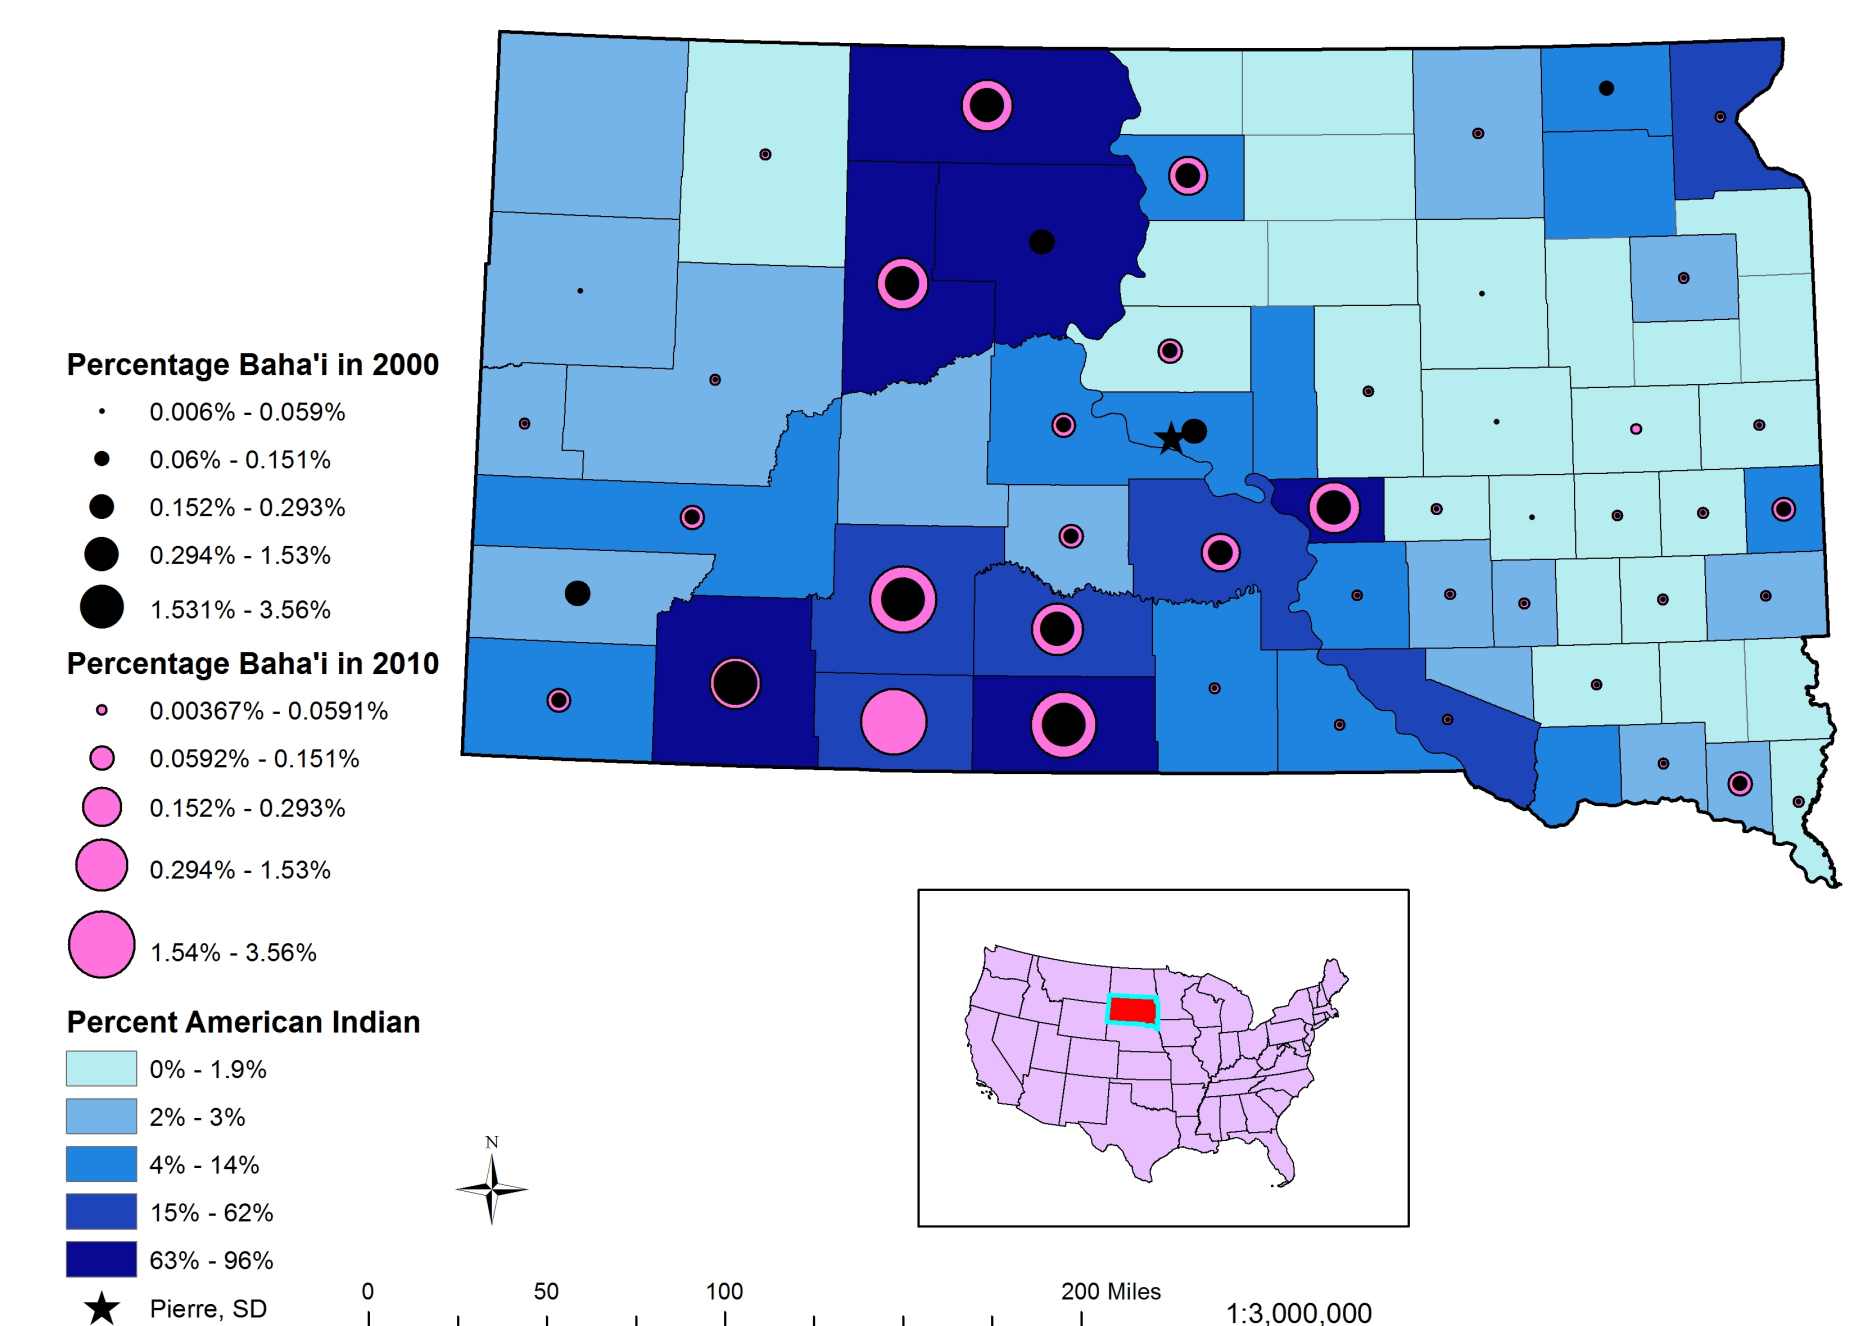 Percentage Baha'i in 2000
0.006% - 0.059%
0.06% - 0.151%
0.152% - 0.293%
0.294% - 1.53%
1.531% - 3.56%
Percentage Baha'i in 2010
0.00367% - 0.0591%
0.0592% - 0.151%
0.152% - 0.293%
0.294% - 1.53%
1.54% - 3.56%
Percent American Indian
0% - 1.9%
2% - 3%
4% - 14%
15% - 62%
63% - 96%
Pierre, SD
N
0 50 100 200 Miles
1:3,000,000